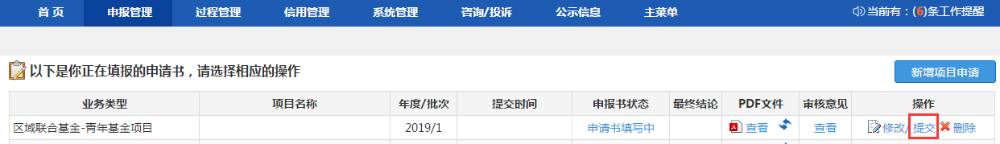 首 页 申报管理 过程管理 信用管理 系统管理 咨询/投诉 公示信息 主菜单 当前有：(6)条工作提醒
以下是你正在填报的申请书，请选择相应的操作 新增项目申请
业务类型 项目名称 年度/批次 提交时间 申报书状态 最终结论 PDF文件 审核意见 操作
区域联合基金-青年基金项目 2019/1 申请书填写中 查看 查看 修改/提交 删除